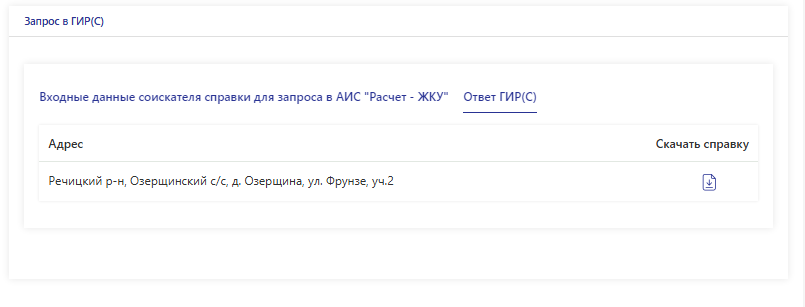 Запрос в ГИР(С)
Входные данные соискателя справки для запроса в АИС "Расчет - ЖКУ" Ответ ГИР(С)
Адрес Скачать справку
Речицкий р-н, Озерщинский с/с, д. Озерщина, ул. Фрунзе, уч.2